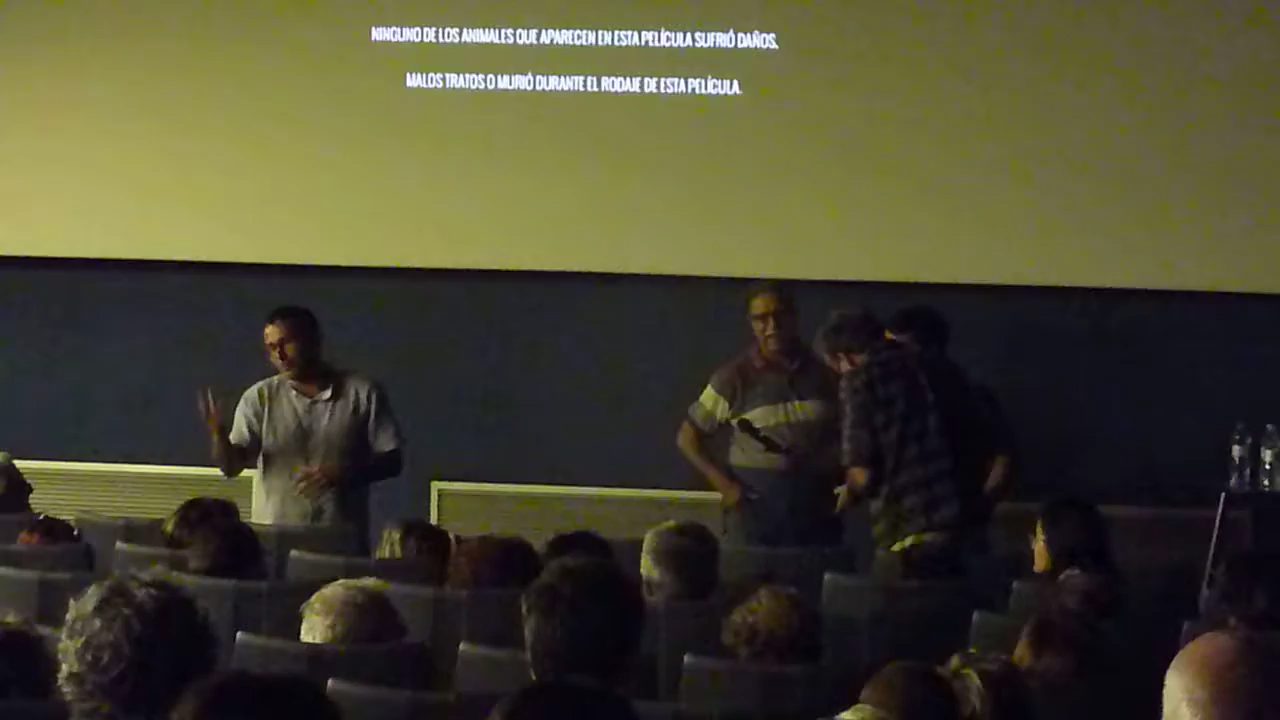 NINGUNO DE LOS ANIMALES QUE APARECEN EN ESTA PELÍCULA SUFRIÓ DAÑOS,
MALOS TRATOS O MURIÓ DURANTE EL RODAJE DE ESTA PELÍCULA.